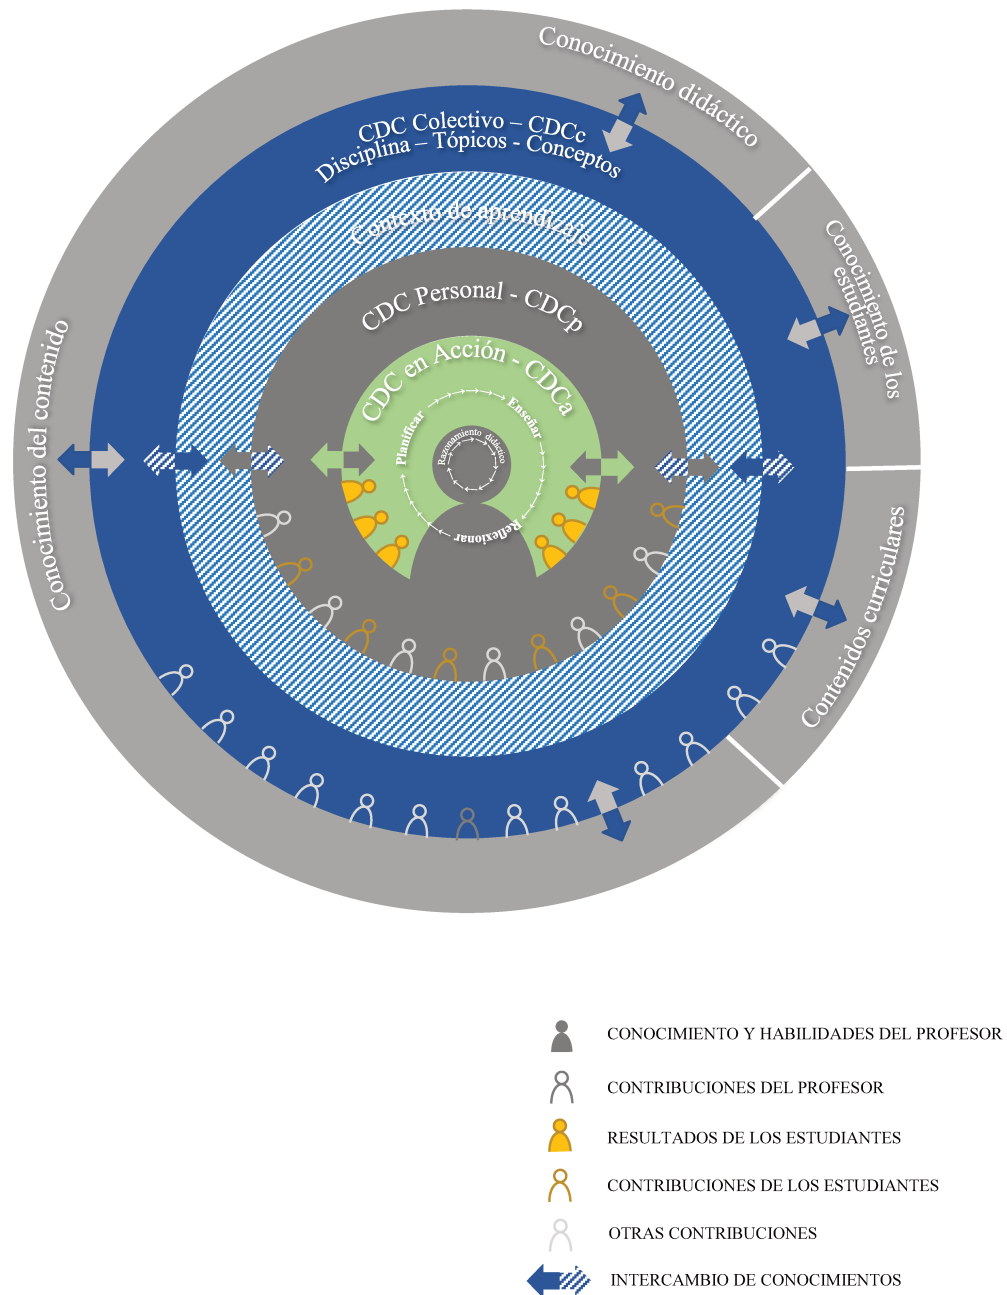 Conocimiento didáctico
CDC Colectivo – CDCc
Disciplina – Tópicos - Conceptos
Contexto de aprendizaje
Conocimiento de los
estudiantes
CDC Personal - CDCp
CDC en Acción - CDCa
Planificar
Enseñar
Razonamiento didáctico
Reflexionar
Conocimiento del contenido
Contenidos curriculares
CONOCIMIENTO Y HABILIDADES DEL PROFESOR
CONTRIBUCIONES DEL PROFESOR
RESULTADOS DE LOS ESTUDIANTES
CONTRIBUCIONES DE LOS ESTUDIANTES
OTRAS CONTRIBUCIONES
INTERCAMBIO DE CONOCIMIENTOS